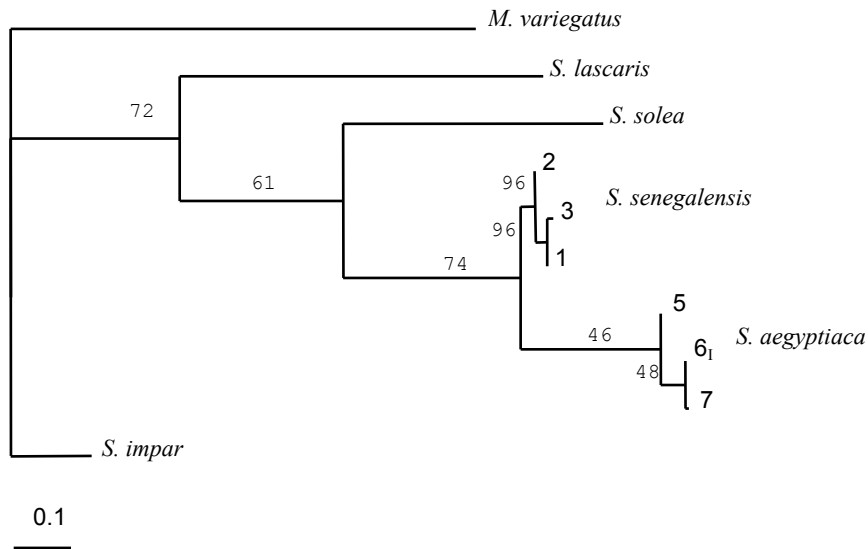 M. variegatus
S. lascaris
72
S. solea
2
96
61
S. senegalensis
3
96
1
74
5
46
S. aegyptiaca
6I
48
7
S. impar
0.1